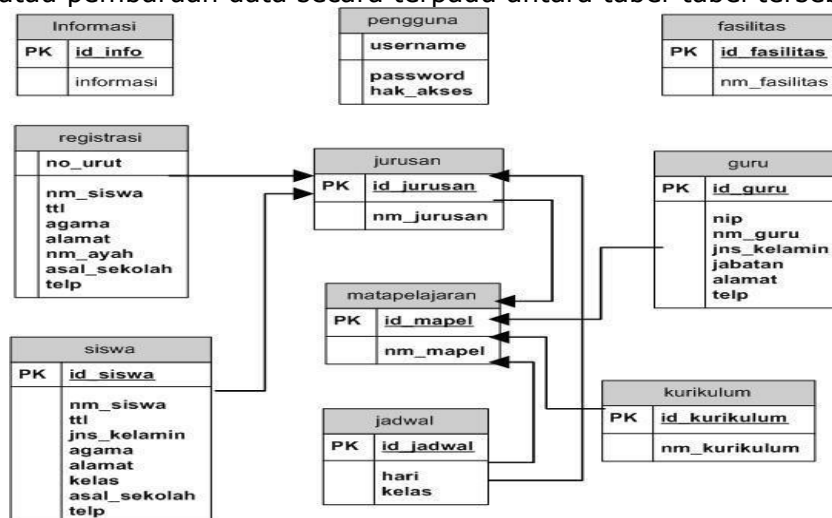 Informasi
PK id_info
informasi
pengguna
username
password
hak_akses
fasilitas
PK id_fasilitas
nm_fasilitas
registrasi
no_urut
nm_siswa
ttl
agama
alamat
nm_ayah
asal_sekolah
telp
jurusan
PK id_jurusan
nm_jurusan
guru
PK id_guru
nip
nm_guru
jns_kelamin
jabatan
alamat
telp
matapelajaran
PK id_mapel
nm_mapel
siswa
PK id_siswa
nm_siswa
ttl
jns_kelamin
agama
alamat
kelas
asal_sekolah
telp
jadwal
PK id_jadwal
hari
kelas
kurikulum
PK id_kurikulum
nm_kurikulum